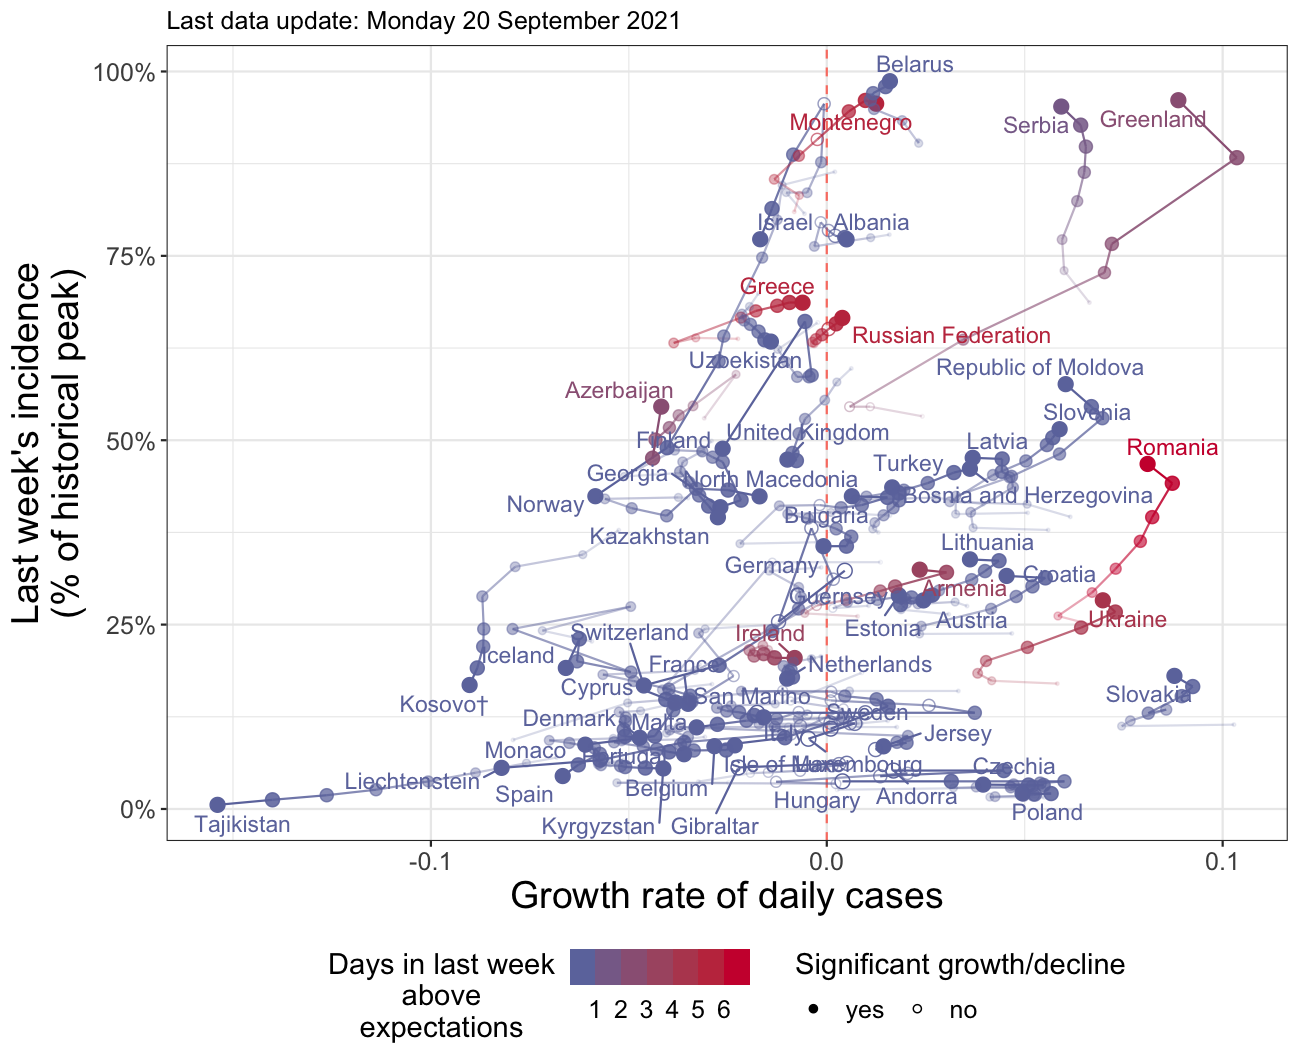 Last data update: Monday 20 September 2021
100%
75%
50%
25%
0%
Last week's incidence
(% of historical peak)
Belarus
Montenegro
Serbia
Greenland
Israel
Albania
Greece
Russian Federation
Uzbekistan
Republic of Moldova
Azerbaijan
Slovenia
Finland
United Kingdom
Latvia
Romania
Georgia
North Macedonia
Turkey
Norway
Bosnia and Herzegovina
Bulgaria
Kazakhstan
Lithuania
Germany
Croatia
Guernsey
Armenia
Estonia
Austria
Ukraine
Switzerland
Ireland
Iceland
France
Netherlands
Cyprus
San Marino
Slovakia
Kosovo†
Denmark
Malta
Sweden
Italy
Jersey
Monaco
Portugal
Isle of Man
Luxembourg
Czechia
Liechtenstein
Spain
Belgium
Hungary
Andorra
Poland
Tajikistan
Kyrgyzstan
Gibraltar
-0.1
0.0
0.1
Growth rate of daily cases
Days in last week
above
expectations
1 2 3 4 5 6
Significant growth/decline
yes
no